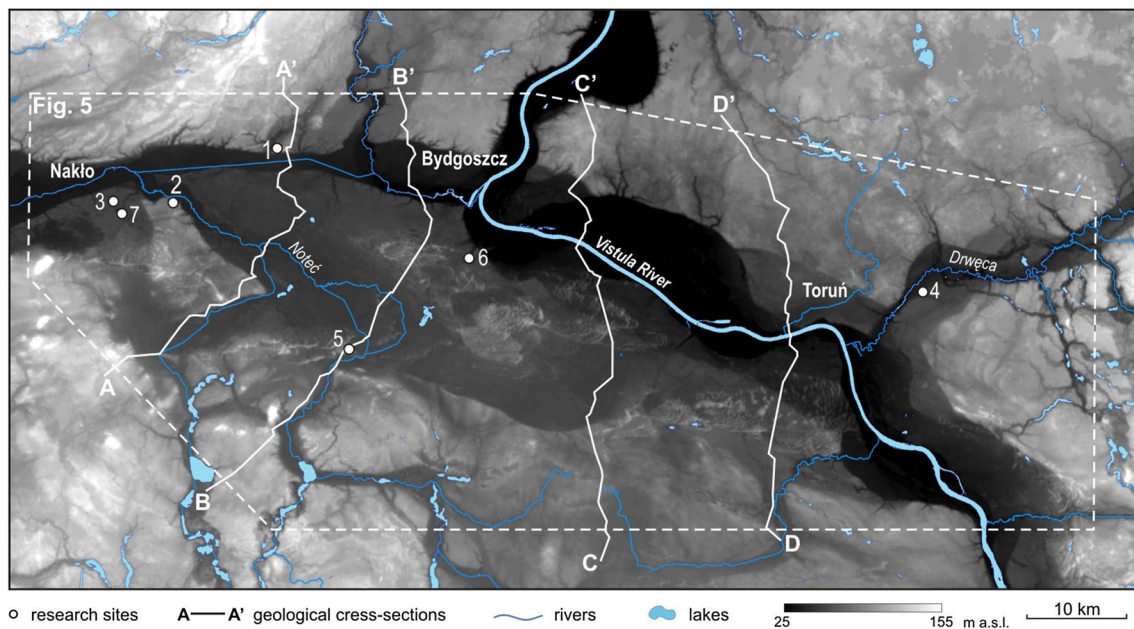 A'
B'
C'
D'
Fig. 5
1
Bydgoszcz
Nakło
2
3
7
Noteć
6
Vistula River
Drwęca
Toruń
4
5
A
B
C
D
research sites
A A' geological cress-sections
rivers
lakes
25 155
m a.s.l.
10 km